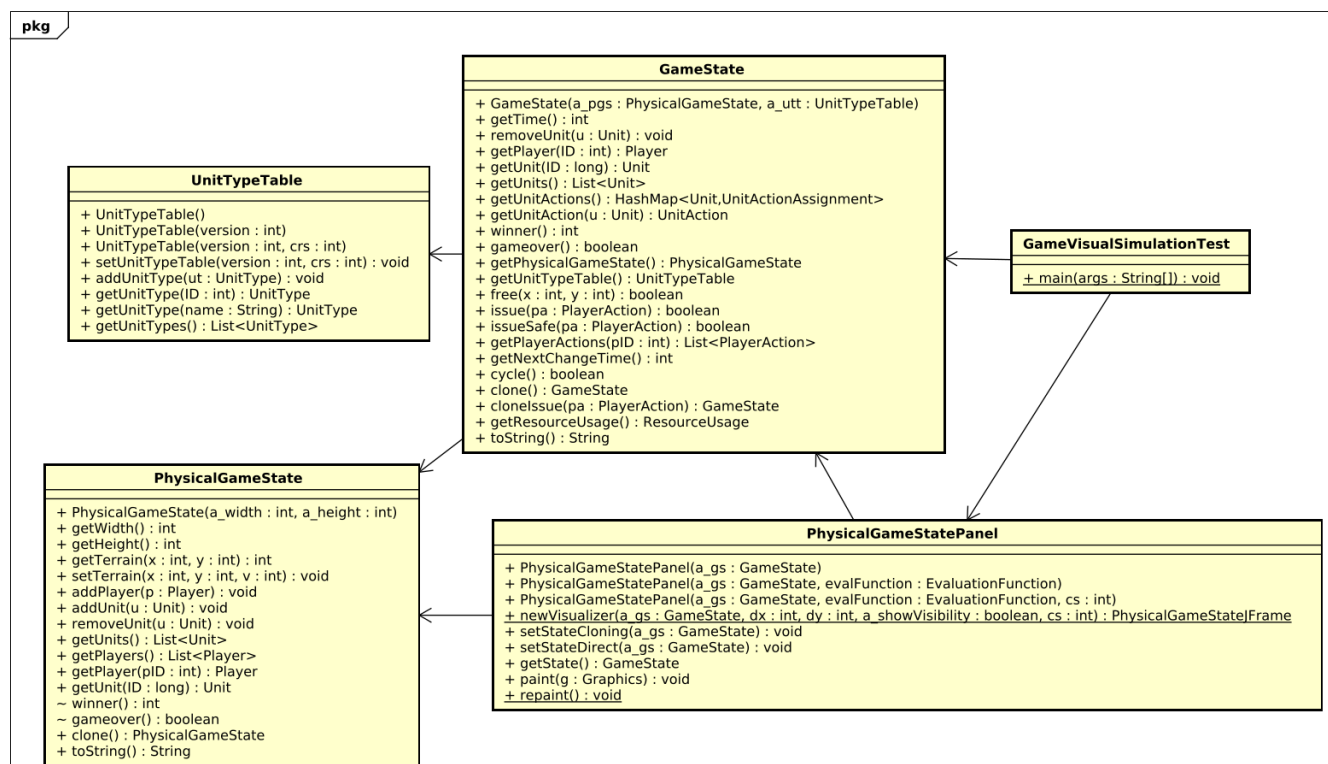 pkg
GameState
+ GameState(a_pgs : PhysicalGameState, a_utt : UnitTypeTable)
+ getTime() : int
+ removeUnit(u : Unit) : void
+ getPlayer(ID : int) : Player
+ getUnit(ID : long) : Unit
+ getUnits() : List<Unit>
+ getUnitActions() : HashMap<Unit,UnitActionAssignment>
+ getUnitAction(u : Unit) : UnitAction
+ winner() : int
+ gameover() : boolean
+ getPhysicalGameState() : PhysicalGameState
+ getUnitTypeTable() : UnitTypeTable
+ free(x : int, y : int) : boolean
+ issue(pa : PlayerAction) : boolean
+ issueSafe(pa : PlayerAction) : boolean
+ getPlayerActions(pID : int) : List<PlayerAction>
+ getNextChangeTime() : int
+ cycle() : boolean
+ clone() : GameState
+ cloneIssue(pa : PlayerAction) : GameState
+ getResourceUsage() : ResourceUsage
+ toString() : String
UnitTypeTable
+ UnitTypeTable()
+ UnitTypeTable(version : int)
+ UnitTypeTable(version : int, crs : int)
+ setUnitTypeTable(version : int, crs : int) : void
+ addUnitType(ut : UnitType) : void
+ getUnitType(ID : int) : UnitType
+ getUnitType(name : String) : UnitType
+ getUnitTypes() : List<UnitType>
GameVisualSimulationTest
+ main(args : String[]) : void
PhysicalGameState
+ PhysicalGameState(a_width : int, a_height : int)
+ getWidth() : int
+ getHeight() : int
+ getTerrain(x : int, y : int) : int
+ setTerrain(x : int, y : int, v : int) : void
+ addPlayer(p : Player) : void
+ addUnit(u : Unit) : void
+ removeUnit(u : Unit) : void
+ getUnits() : List<Unit>
+ getPlayers() : List<Player>
+ getPlayer(pID : int) : Player
+ getUnit(ID : long) : Unit
~ winner() : int
~ gameover() : boolean
+ clone() : PhysicalGameState
+ toString() : String
PhysicalGameStatePanel
+ PhysicalGameStatePanel(a_gs : GameState)
+ PhysicalGameStatePanel(a_gs : GameState, evalFunction : EvaluationFunction)
+ PhysicalGameStatePanel(a_gs : GameState, evalFunction : EvaluationFunction, cs : int)
+ newVisualizer(a_gs : GameState, dx : int, dy : int, a_showVisibility : boolean, cs : int) : PhysicalGameStateJFrame
+ setStateCloning(a_gs : GameState) : void
+ setStateDirect(a_gs : GameState) : void
+ getState() : GameState
+ paint(g : Graphics) : void
+ repaint() : void